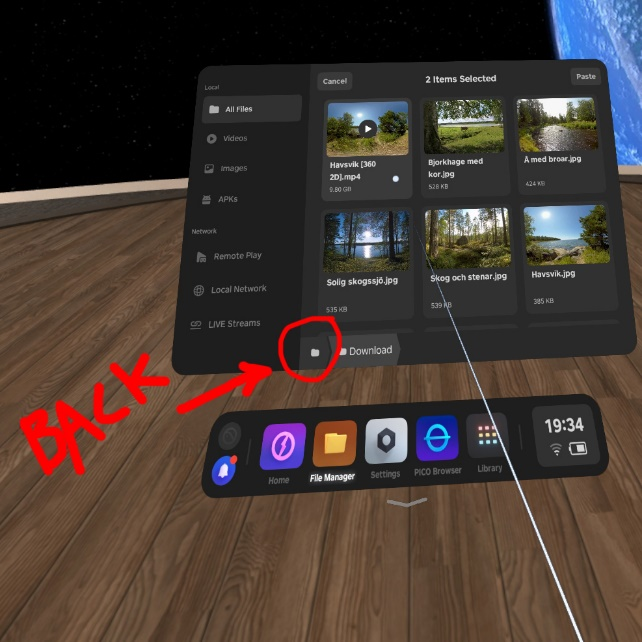 Local
All Files
Videos
Images
APKs
Network
Remote Play
Local Network
LIVE Streams
Cancel
2 Items Selected
Paste
Havsvik [360
2D].mp4
9.80 GB
Bjorkhage med
kor.jpg
528 KB
Å med broar.jpg
424 KB
Solig skogssjö.jpg
535 KB
Skog och stenar.jpg
539 KB
Havsvik.jpg
385 KB
Download
BACK
Home
File Manager
Settings
PICO Browser
Library
19:34